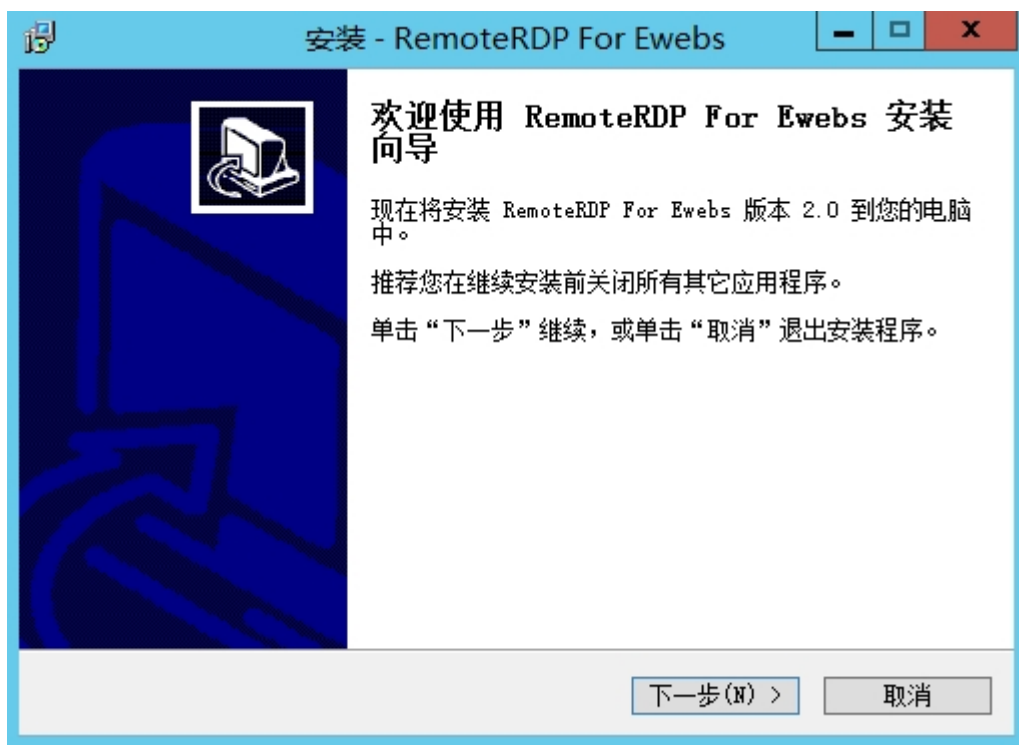 安装 - RemoteRDP For Ewebs
欢迎使用 RemoteRDP For Ewebs 安装
向导
现在将安装 RemoteRDP For Ewebs 版本 2.0 到您的电脑
中。
推荐您在继续安装前关闭所有其它应用程序。
单击“下一步”继续，或单击“取消”退出安装程序。
下一步(N) >
取消